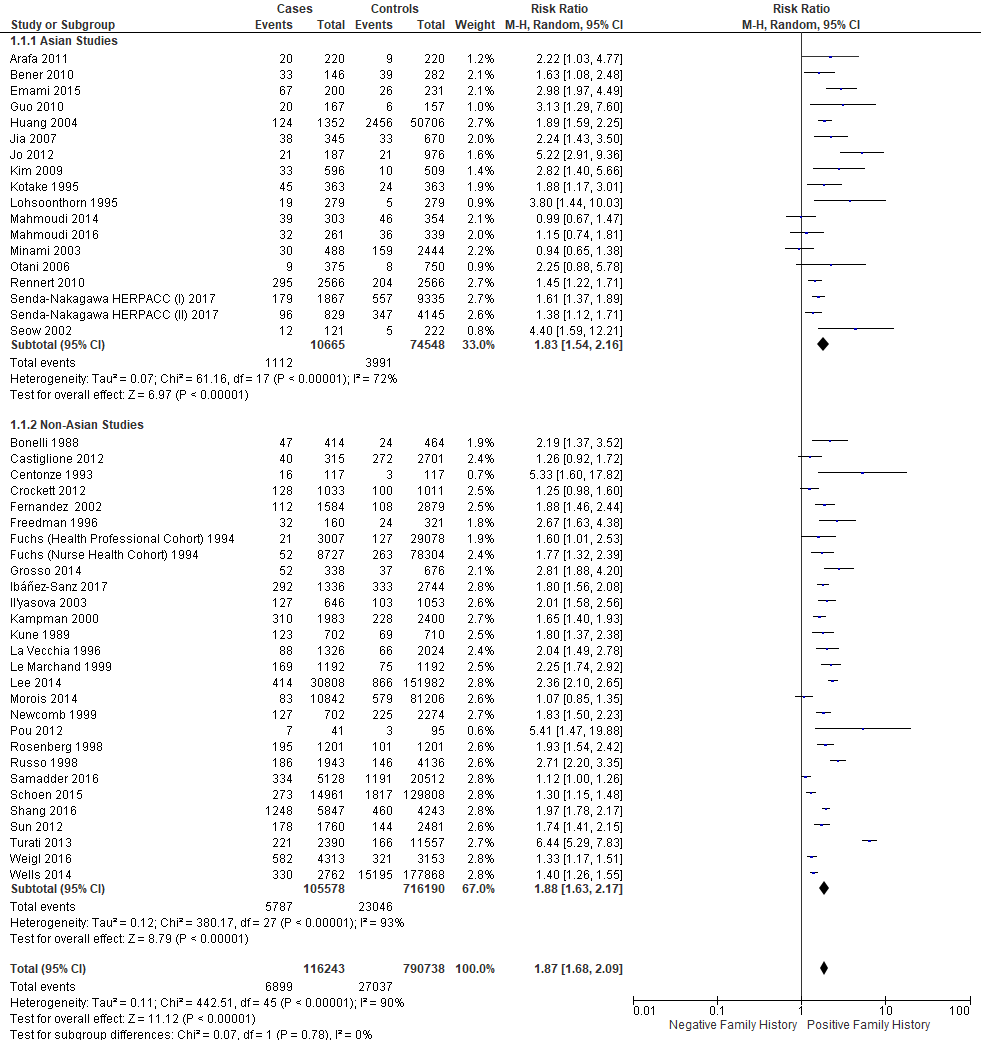 Cases Controls Risk Ratio Risk Ratio
Study or Subgroup Events Total Events Total Weight M-H, Random, 95% CI M-H, Random, 95% CI
1.1.1 Asian Studies
Arafa 2011 20 220 9 220 1.2% 2.22 [1.03, 4.77]
Bener 2010 33 146 39 282 2.1% 1.63 [1.08, 2.48]
Emami 2015 67 200 26 231 2.1% 2.98 [1.97, 4.49]
Guo 2010 20 167 6 157 1.0% 3.13 [1.29, 7.60]
Huang 2004 124 1352 2456 50706 2.7% 1.89 [1.59, 2.25]
Jia 2007 38 345 33 670 2.0% 2.24 [1.43, 3.50]
Jo 2012 21 187 21 976 1.6% 5.22 [2.91, 9.36]
Kim 2009 33 596 10 509 1.4% 2.82 [1.40, 5.66]
Kotake 1995 45 363 24 363 1.9% 1.88 [1.17, 3.01]
Lohsoonthorn 1995 19 279 5 279 0.9% 3.80 [1.44, 10.03]
Mahmoudi 2014 39 303 46 354 2.1% 0.99 [0.67, 1.47]
Mahmoudi 2016 32 261 36 339 2.0% 1.15 [0.74, 1.81]
Minami 2003 30 488 159 2444 2.2% 0.94 [0.65, 1.38]
Otani 2006 9 375 8 750 0.9% 2.25 [0.88, 5.78]
Rennert 2010 295 2566 204 2566 2.7% 1.45 [1.22, 1.71]
Senda-Nakagawa HERPACC (I) 2017 179 1867 557 9335 2.7% 1.61 [1.37, 1.89]
Senda-Nakagawa HERPACC (II) 2017 96 829 347 4145 2.6% 1.38 [1.12, 1.71]
Seow 2002 12 121 5 222 0.8% 4.40 [1.59, 12.21]
Subtotal (95% CI) 10665 74548 33.0% 1.83 [1.54, 2.16]
Total events 1112 3991
Heterogeneity: Tau² = 0.07; Chi² = 61.16, df = 17 (P < 0.00001); I² = 72%
Test for overall effect: Z = 6.97 (P < 0.00001)
1.1.2 Non-Asian Studies
Bonelli 1988 47 414 24 464 1.9% 2.19 [1.37, 3.52]
Castiglione 2012 40 315 272 2701 2.4% 1.26 [0.92, 1.72]
Centonze 1993 16 117 3 117 0.7% 5.33 [1.60, 17.82]
Crockett 2012 128 1033 100 1011 2.5% 1.25 [0.98, 1.60]
Fernandez 2002 112 1584 108 2879 2.5% 1.88 [1.46, 2.44]
Freedman 1996 32 160 24 321 1.9% 2.67 [1.63, 4.38]
Fuchs (Health Professional Cohort) 1994 21 3007 127 29078 2.0% 1.60 [1.01, 2.53]
Fuchs (Nurse Health Cohort) 1994 52 8727 263 78304 2.4% 1.77 [1.32, 2.39]
Grosso 2014 52 338 37 676 2.1% 2.81 [1.88, 4.20]
Ibáñez-Sanz 2017 292 1336 333 2744 2.8% 1.80 [1.56, 2.08]
Il'yasova 2003 127 646 103 1053 2.6% 2.01 [1.58, 2.56]
Kampman 2000 310 1983 228 2400 2.7% 1.65 [1.40, 1.93]
Kune 1989 123 702 69 710 2.4% 1.80 [1.37, 2.38]
La Vecchia 1996 88 1326 66 2024 2.3% 2.04 [1.49, 2.78]
Le Marchand 1999 169 1192 75 1192 2.5% 2.25 [1.74, 2.92]
Lee 2014 414 30808 866 151982 2.8% 2.36 [2.10, 2.65]
Morois 2014 83 10842 579 81206 2.6% 1.07 [0.85, 1.35]
Newcomb 1999 127 702 225 2274 2.7% 1.83 [1.50, 2.23]
Pou 2012 7 41 3 95 0.6% 5.41 [1.47, 19.88]
Rosenberg 1998 195 1201 101 1201 2.6% 1.93 [1.54, 2.42]
Russo 1998 186 1943 146 4136 2.6% 2.71 [2.20, 3.35]
Samadder 2016 334 5128 1191 20512 2.8% 1.12 [1.00, 1.26]
Schoen 2015 273 14961 1817 129808 2.8% 1.30 [1.15, 1.48]
Shang 2016 1248 5847 460 4243 2.8% 1.97 [1.78, 2.17]
Sun 2012 178 1760 144 2481 2.6% 1.74 [1.41, 2.15]
Turati 2013 221 2390 166 11557 2.7% 6.44 [5.29, 7.83]
Weigl 2016 582 4313 321 3153 2.8% 1.33 [1.17, 1.51]
Wells 2014 330 2762 15195 177868 2.8% 1.40 [1.26, 1.55]
Subtotal (95% CI) 105578 716190 67.0% 1.88 [1.63, 2.17]
Total events 5787 23046
Heterogeneity: Tau² = 0.12; Chi² = 380.17, df = 27 (P < 0.00001); I² = 93%
Test for overall effect: Z = 8.79 (P < 0.00001)
Total (95% CI) 116243 790738 100.0% 1.87 [1.68, 2.09]
Total events 6899 27037
Heterogeneity: Tau² = 0.11; Chi² = 442.51, df = 45 (P < 0.00001); I² = 90%
Test for overall effect: Z = 11.12 (P < 0.00001)
Test for subgroup differences: Chi² = 0.07, df = 1 (P = 0.78), I² = 0%
0.01 0.1 1 10 100
Negative Family History Positive Family History